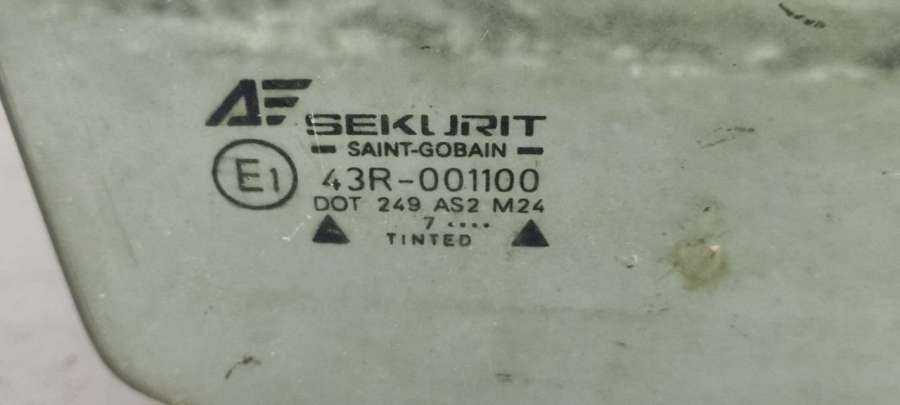 AF
SEKURIT
SAINT-GOBAIN
E1
43R-001100
DOT 249 AS2 M24
7 ....
TINTED